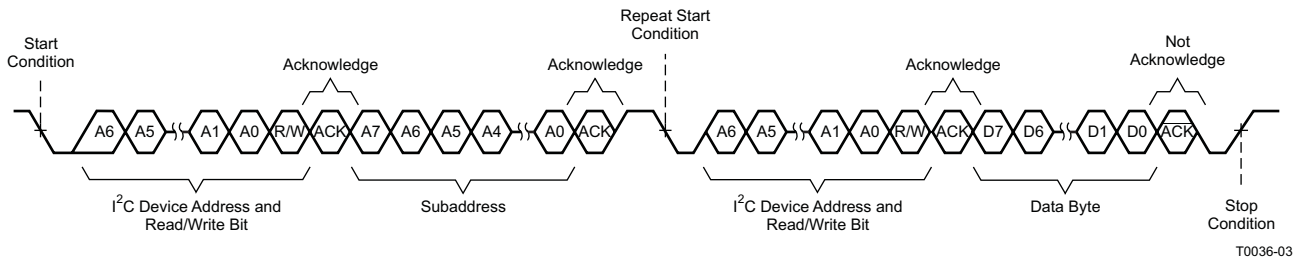 Repeat Start
Condition
Start
Condition
Not
Acknowledge
Acknowledge
Acknowledge
Acknowledge
A6 A5 A1 A0 R/W ACK A7 A6 A5 A4 A0 ACK A6 A5 A1 A0 R/W ACK D7 D6 D1 D0 ACK
I²C Device Address and
Read/Write Bit
Subaddress
I²C Device Address and
Read/Write Bit
Data Byte
Stop
Condition
T0036-03